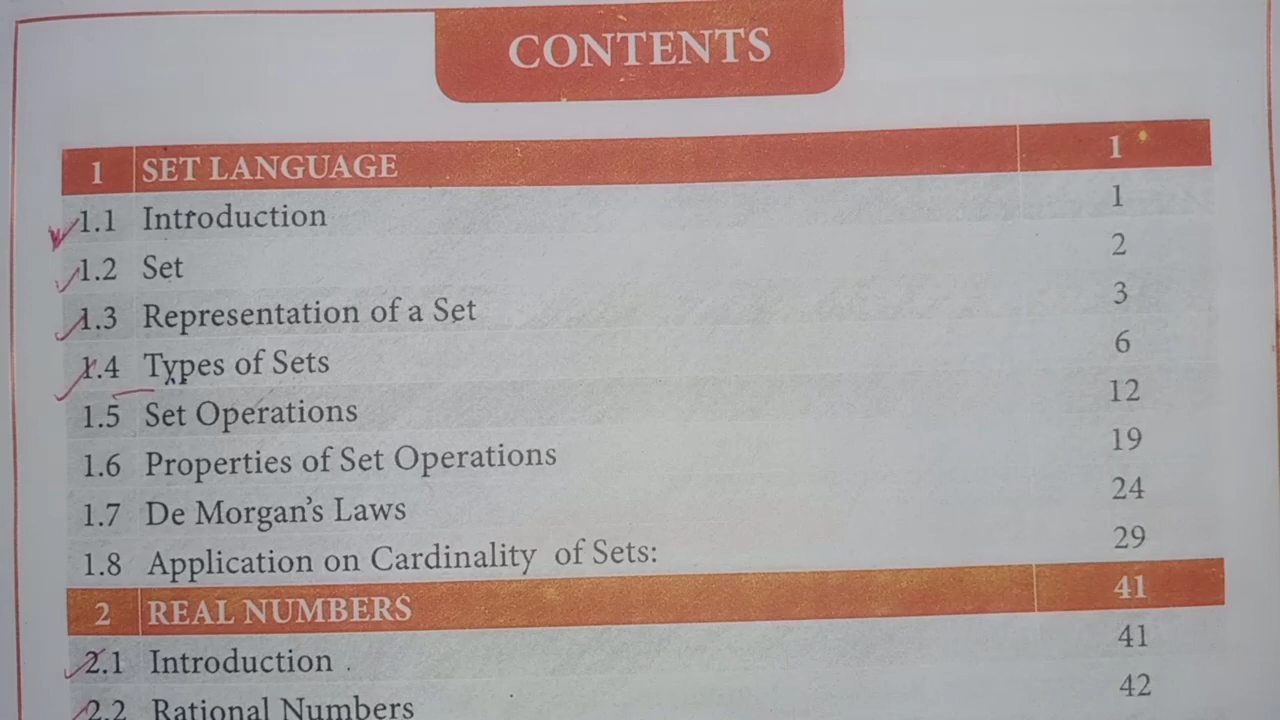 CONTENTS
1 SET LANGUAGE 1
1.1 Introduction 1
1.2 Set 2
1.3 Representation of a Set 3
1.4 Types of Sets 6
1.5 Set Operations 12
1.6 Properties of Set Operations 19
1.7 De Morgan's Laws 24
1.8 Application on Cardinality of Sets: 29
2 REAL NUMBERS 41
2.1 Introduction 41
2.2 Rational Numbers 42